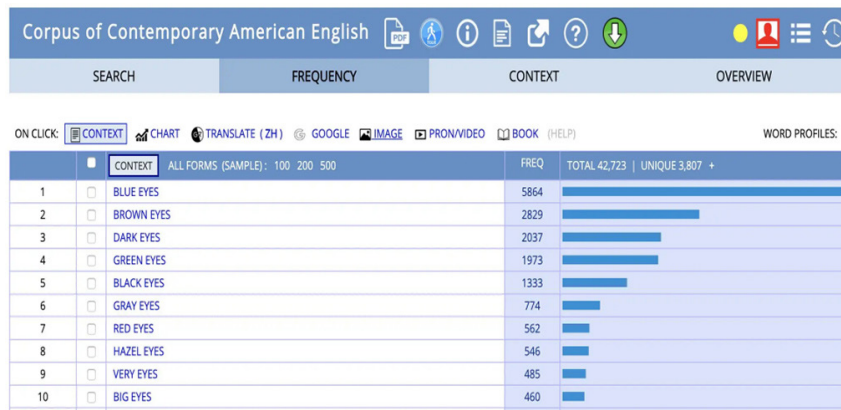 Corpus of Contemporary American English PDF
SEARCH FREQUENCY CONTEXT OVERVIEW
ON CLICK: CONTEXT CHART TRANSLATE (ZH) GOOGLE IMAGE PRON/VIDEO BOOK (HELP) WORD PROFILES:
CONTEXT ALL FORMS (SAMPLE): 100 200 500 FREQ TOTAL 42,723 | UNIQUE 3,807 +
1 BLUE EYES 5864
2 BROWN EYES 2829
3 DARK EYES 2037
4 GREEN EYES 1973
5 BLACK EYES 1333
6 GRAY EYES 774
7 RED EYES 562
8 HAZEL EYES 546
9 VERY EYES 485
10 BIG EYES 460